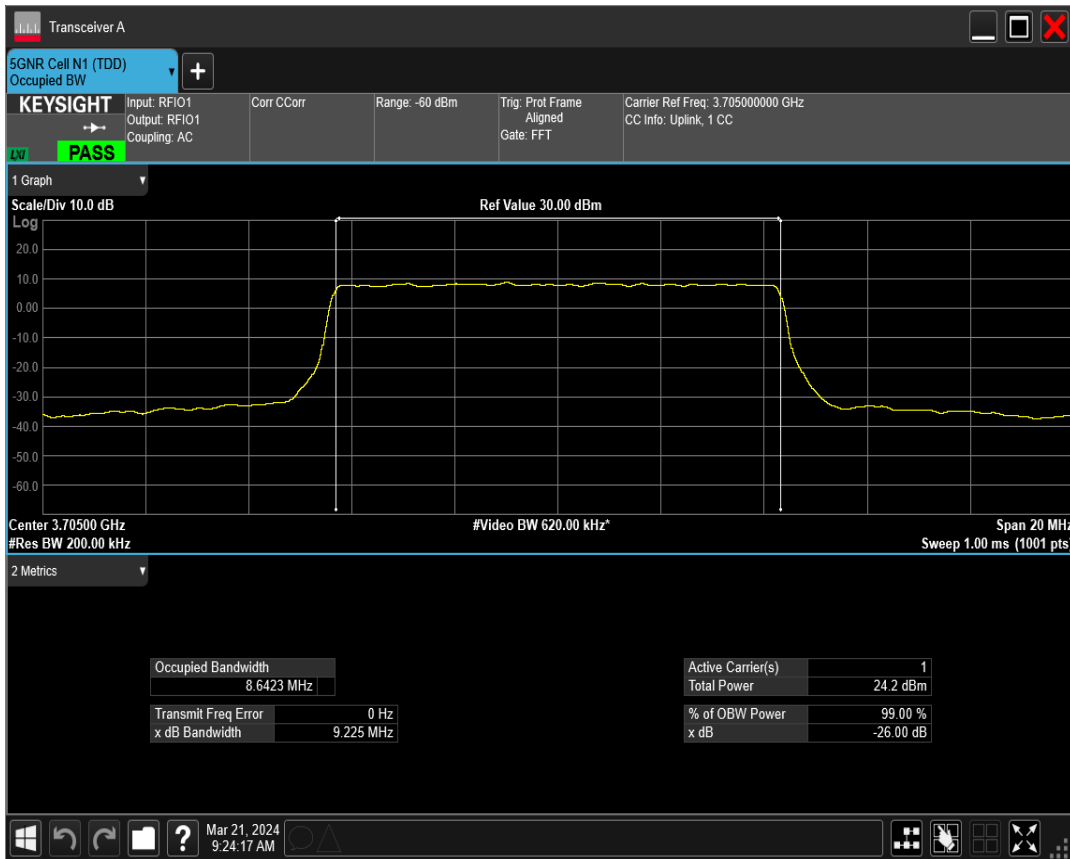 Transceiver A
5GNR Cell N1 (TDD)
Occupied BW
+
KEYSIGHT
LXI
PASS
Input: RFIO1
Output: RFIO1
Coupling: AC
Corr CCorr
Range: -60 dBm
Trig: Prot Frame
Aligned
Gate: FFT
Carrier Ref Freq: 3.705000000 GHz
CC Info: Uplink, 1 CC
1 Graph
Scale/Div 10.0 dB
Ref Value 30.00 dBm
Log
20.0
10.0
0.00
-10.0
-20.0
-30.0
-40.0
-50.0
-60.0
Center 3.70500 GHz
#Video BW 620.00 kHz*
Span 20 MHz
#Res BW 200.00 kHz
Sweep 1.00 ms (1001 pts)
2 Metrics
Occupied Bandwidth
8.6423 MHz
Transmit Freq Error 0 Hz
x dB Bandwidth 9.225 MHz
Active Carrier(s) 1
Total Power 24.2 dBm
% of OBW Power 99.00 %
x dB -26.00 dB
?
Mar 21, 2024
9:24:17 AM